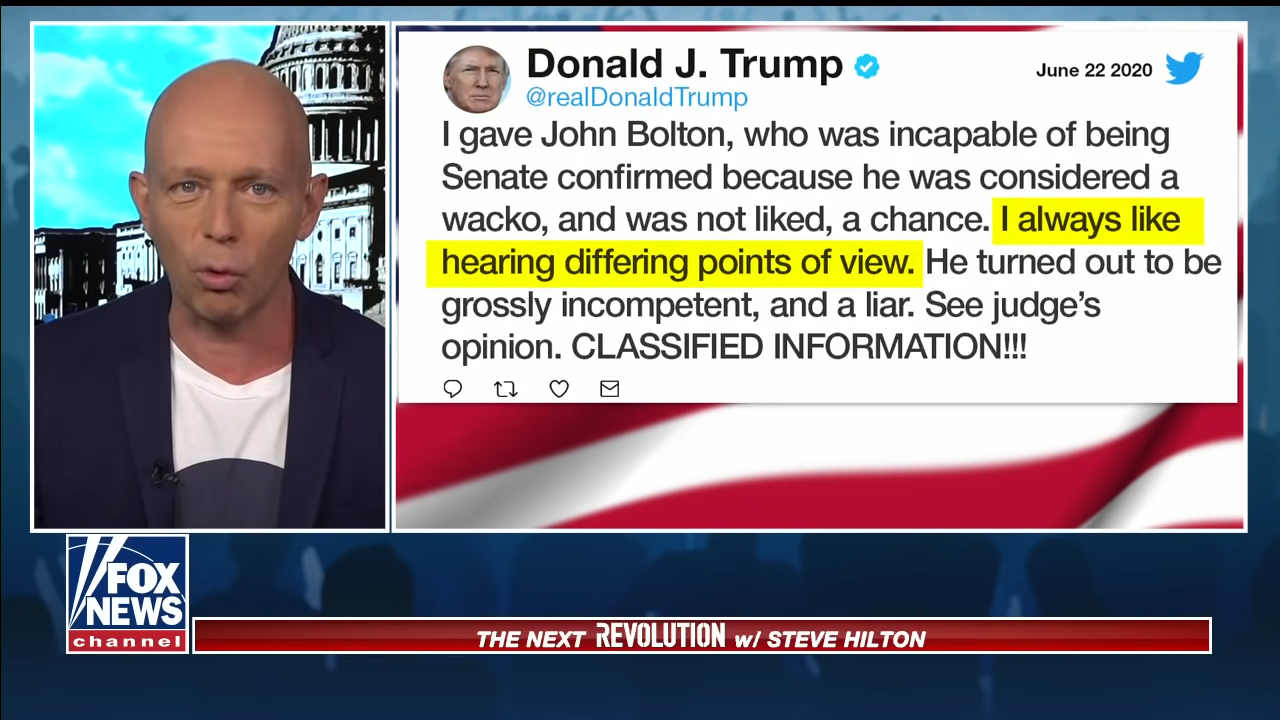 Donald J. Trump
June 22 2020
@realDonaldTrump
I gave John Bolton, who was incapable of being
Senate confirmed because he was considered a
wacko, and was not liked, a chance. I always like
hearing differing points of view. He turned out to be
grossly incompetent, and a liar. See judge’s
opinion. CLASSIFIED INFORMATION!!!
FOX
NEWS
channel
THE NEXT REVOLUTION w/ STEVE HILTON